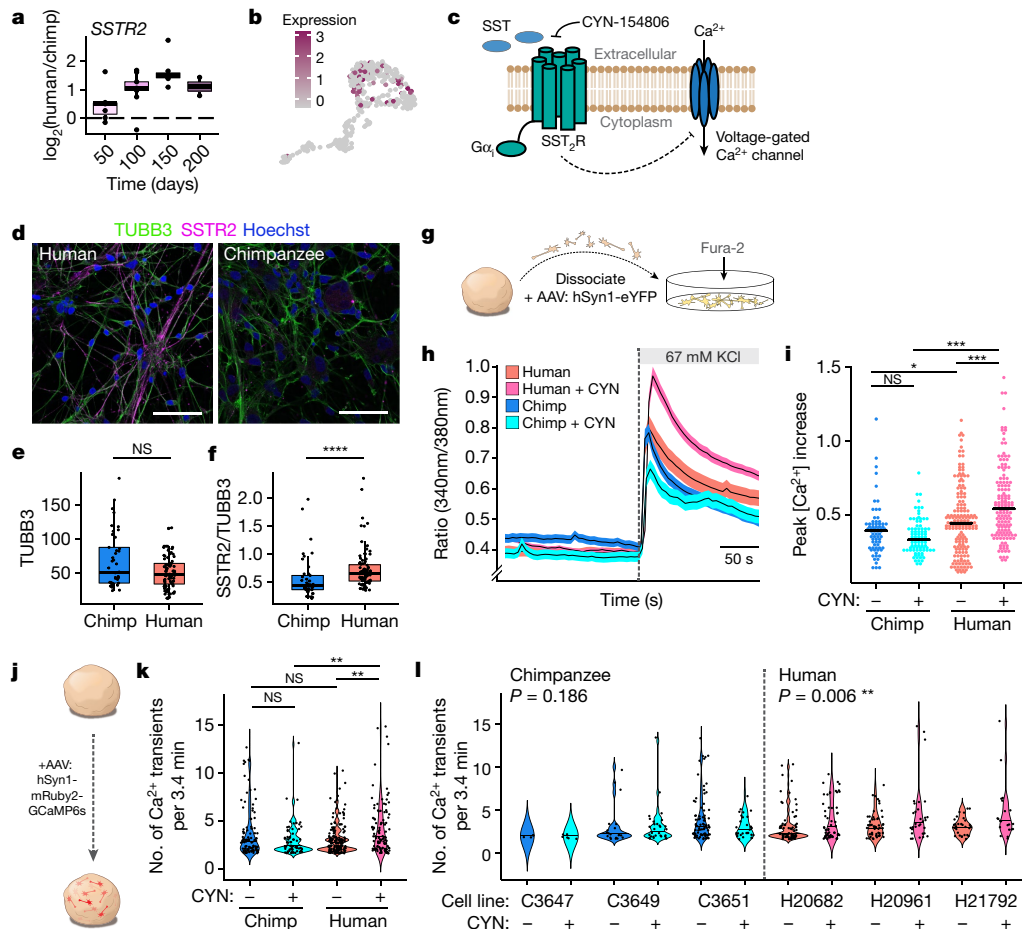 a
SSTR2
log2(human/chimp)
2
1
0
50
100
150
200
Time (days)
b
Expression
3
2
1
0
c
SST
CYN-154806
Ca2+
Extracellular
Cytoplasm
Gαi
SST2R
Voltage-gated
Ca2+ channel
d
TUBB3 SSTR2 Hoechst
Human
Chimpanzee
e
NS
TUBB3
150
100
50
Chimp
Human
f
****
SSTR2/TUBB3
2.0
1.5
1.0
0.5
Chimp
Human
g
Dissociate
+ AAV: hSyn1-eYFP
Fura-2
h
67 mM KCl
Ratio (340nm/380nm)
1.0
0.9
0.8
0.7
0.6
0.5
0.4
Human
Human + CYN
Chimp
Chimp + CYN
50 s
Time (s)
i
***
***
*
NS
Peak [Ca2+] increase
1.5
1.0
0.5
0
CYN: – + – +
Chimp Human
j
+AAV:
hSyn1-
mRuby2-
GCaMP6s
k
**
**
NS
NS
No. of Ca2+ transients
per 3.4 min
15
10
5
0
CYN: – + – +
Chimp Human
l
Chimpanzee
P = 0.186
Human
P = 0.006 **
No. of Ca2+ transients
per 3.4 min
15
10
5
0
Cell line: C3647 C3649 C3651 H20682 H20961 H21792
CYN: – + – + – + – + – + – +